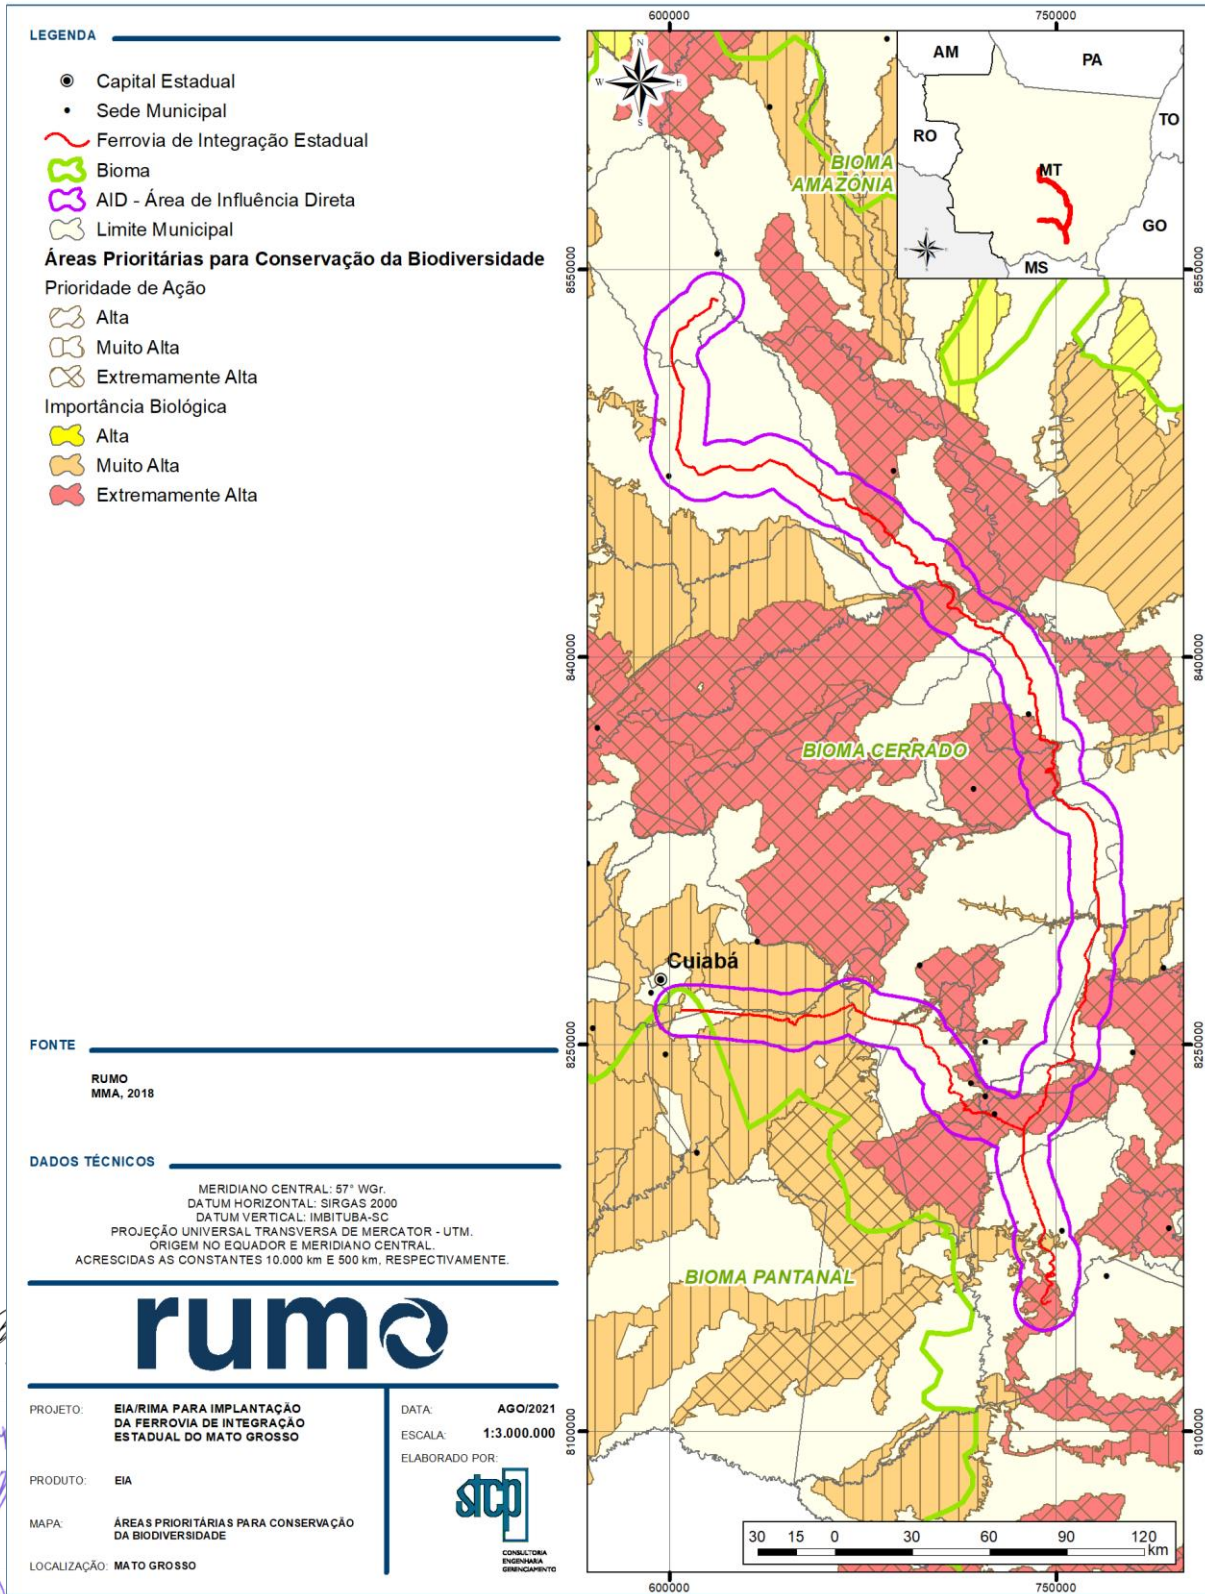 LEGENDA
Capital Estadual
Sede Municipal
Ferrovia de Integração Estadual
Bioma
AID - Área de Influência Direta
Limite Municipal
Áreas Prioritárias para Conservação da Biodiversidade
Prioridade de Ação
Alta
Muito Alta
Extremamente Alta
Importância Biológica
Alta
Muito Alta
Extremamente Alta
FONTE
RUMO
MMA, 2018
DADOS TÉCNICOS
MERIDIANO CENTRAL: 57° WGr.
DATUM HORIZONTAL: SIRGAS 2000
DATUM VERTICAL: IMBITUBA-SC
PROJEÇÃO UNIVERSAL TRANSVERSA DE MERCATOR - UTM.
ORIGEM NO EQUADOR E MERIDIANO CENTRAL.
ACRESCIDAS AS CONSTANTES 10.000 km E 500 km, RESPECTIVAMENTE.
rumo
PROJETO: EIA/RIMA PARA IMPLANTAÇÃO
DA FERROVIA DE INTEGRAÇÃO
ESTADUAL DO MATO GROSSO
PRODUTO: EIA
MAPA: ÁREAS PRIORITÁRIAS PARA CONSERVAÇÃO
DA BIODIVERSIDADE
LOCALIZAÇÃO: MATO GROSSO
DATA: AGO/2021
ESCALA: 1:3.000.000
ELABORADO POR:
stcp
CONSULTORIA
ENGENHARIA
GERENCIAMENTO
600000 750000
N
W E
S
AM PA
RO TO
MT
GO
MS
BIOMA
AMAZÔNIA
8550000 8550000
8400000 8400000
BIOMA CERRADO
Cuiabá
8250000 8250000
BIOMA PANTANAL
8100000 8100000
30 15 0 30 60 90 120
km
600000 750000